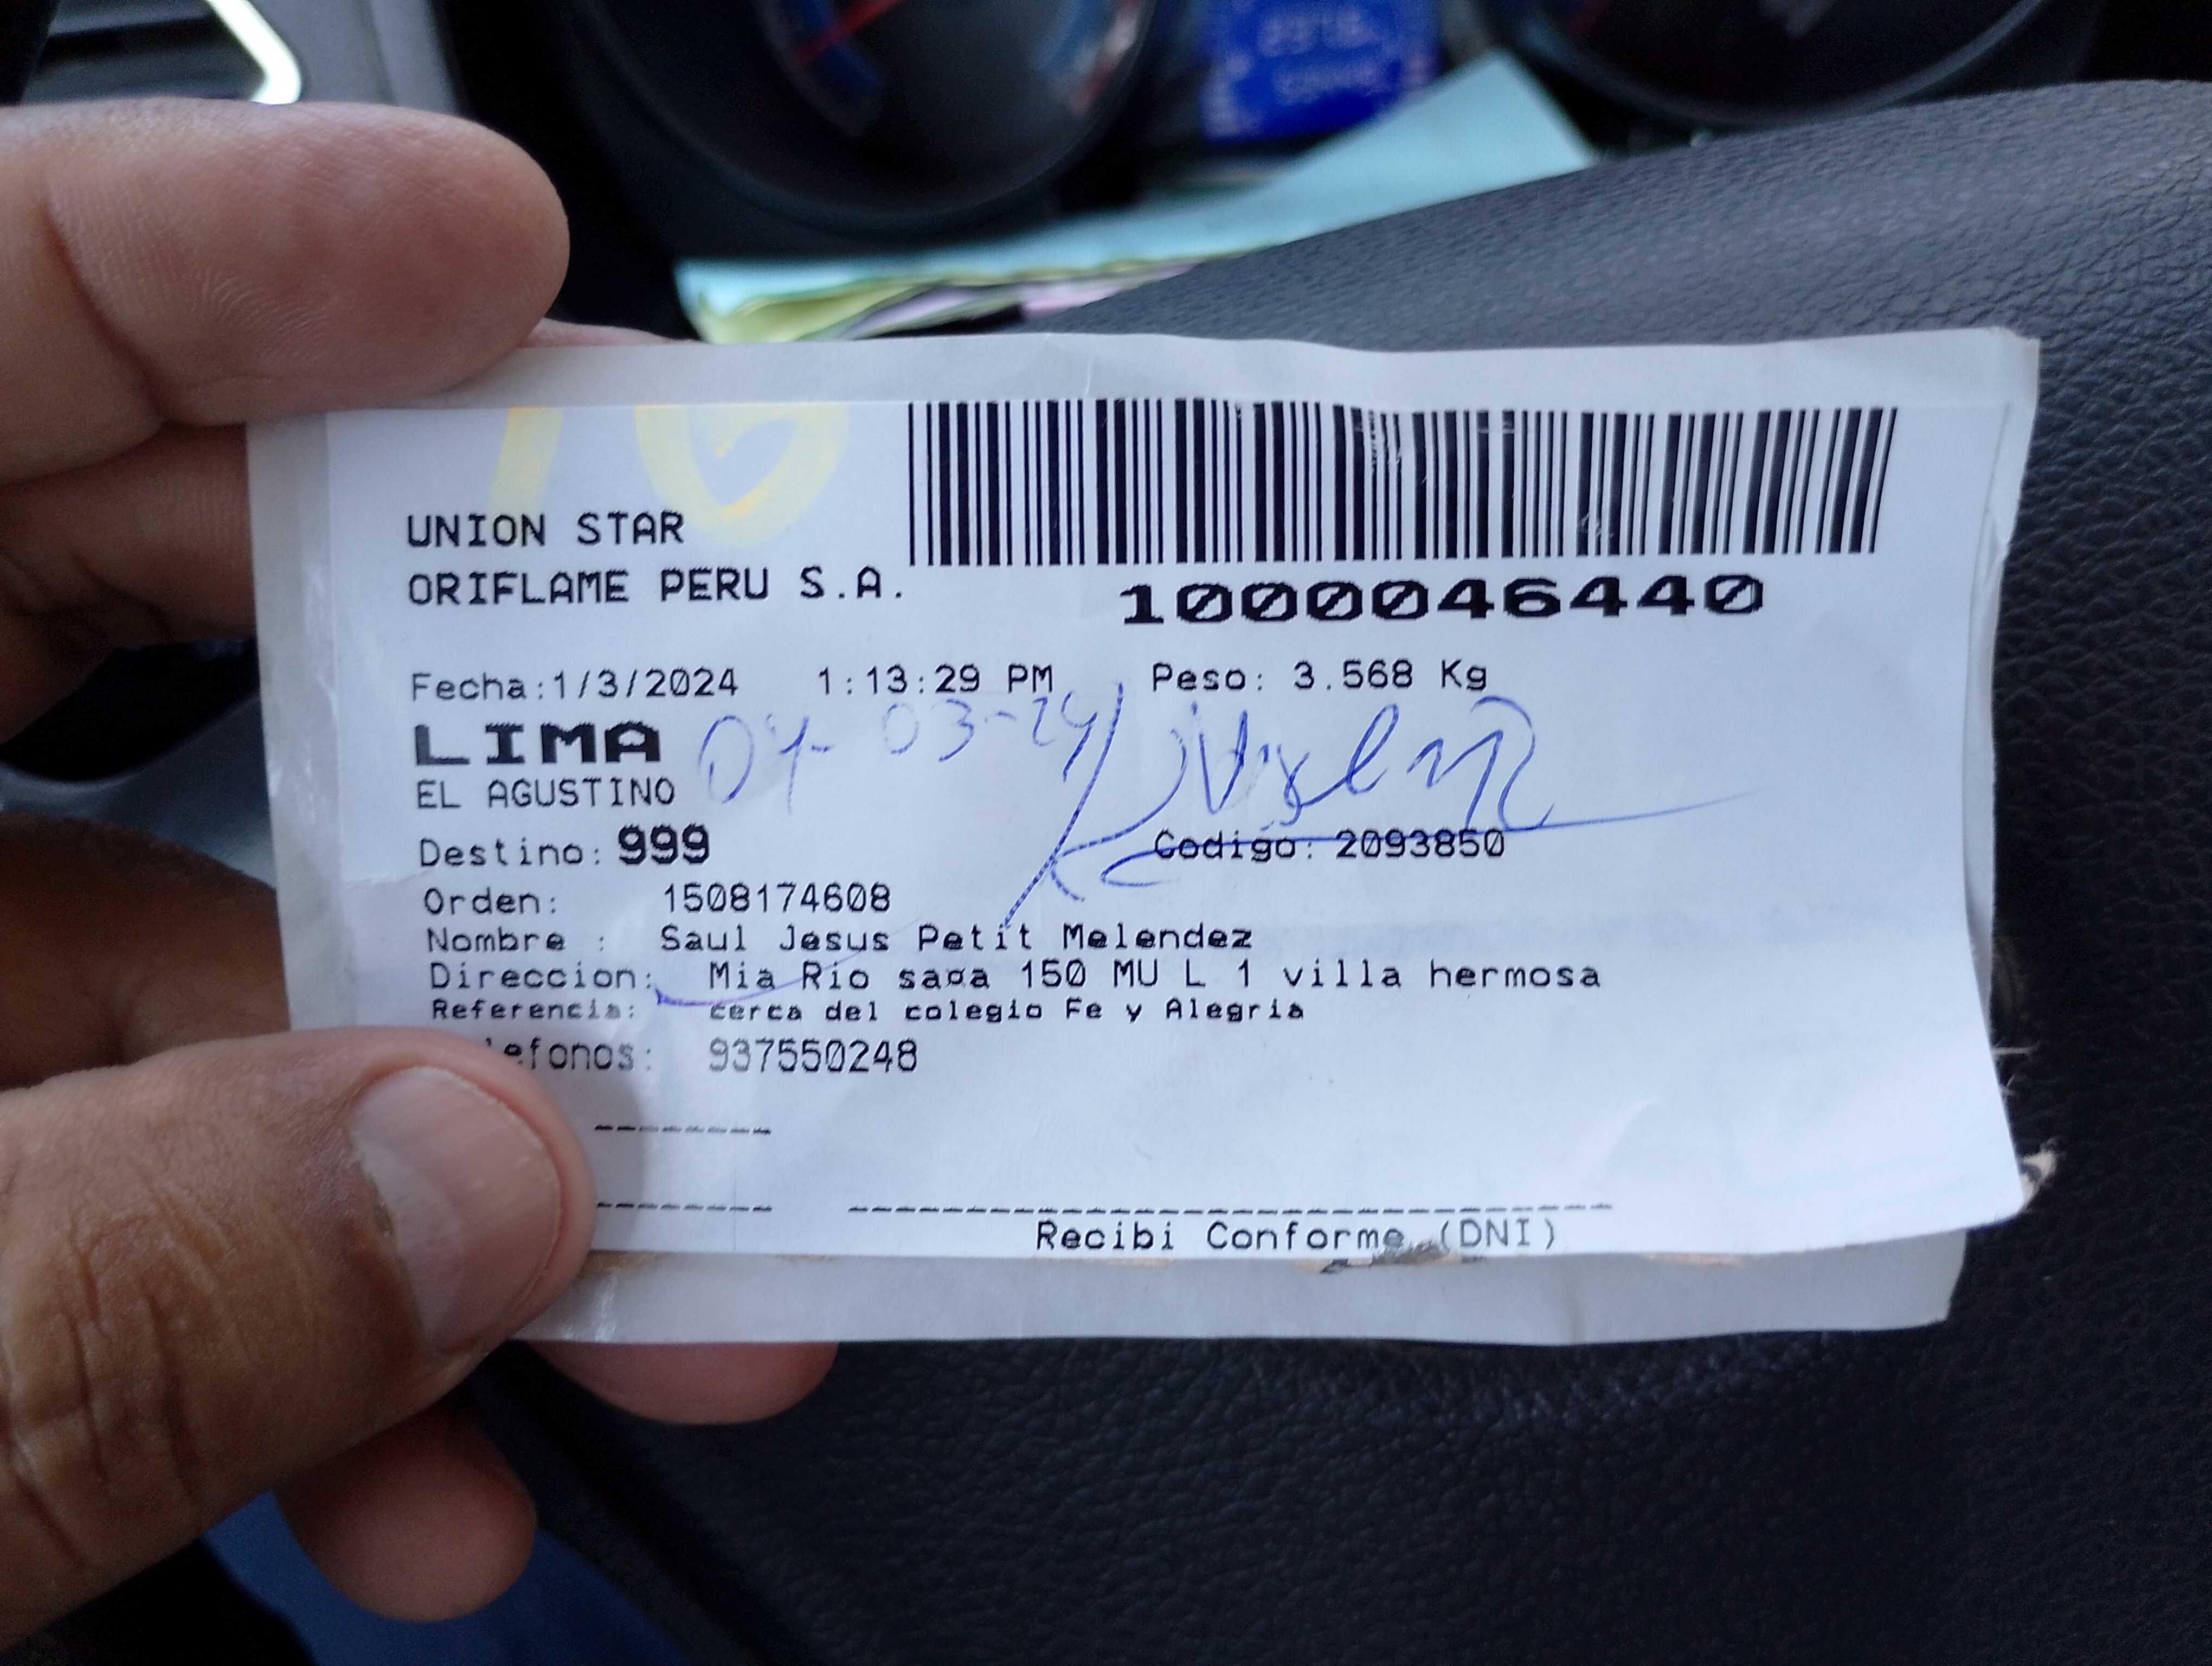 UNION STAR
ORIFLAME PERU S.A.
1000046440
Fecha:1/3/2024 1:13:29 PM Peso: 3.568 Kg
LIMA 04-03-24
EL AGUSTINO
Destino: 999 Codigo: 2093850
Orden: 1508174608
Nombre : Saul Jesus Petit Melendez
Direccion: Mia Rio saga 150 MU L 1 villa hermosa
Referencia: cerca del colegio Fe y Alegria
efonos: 937550248
Recibi Conforme (DNI)